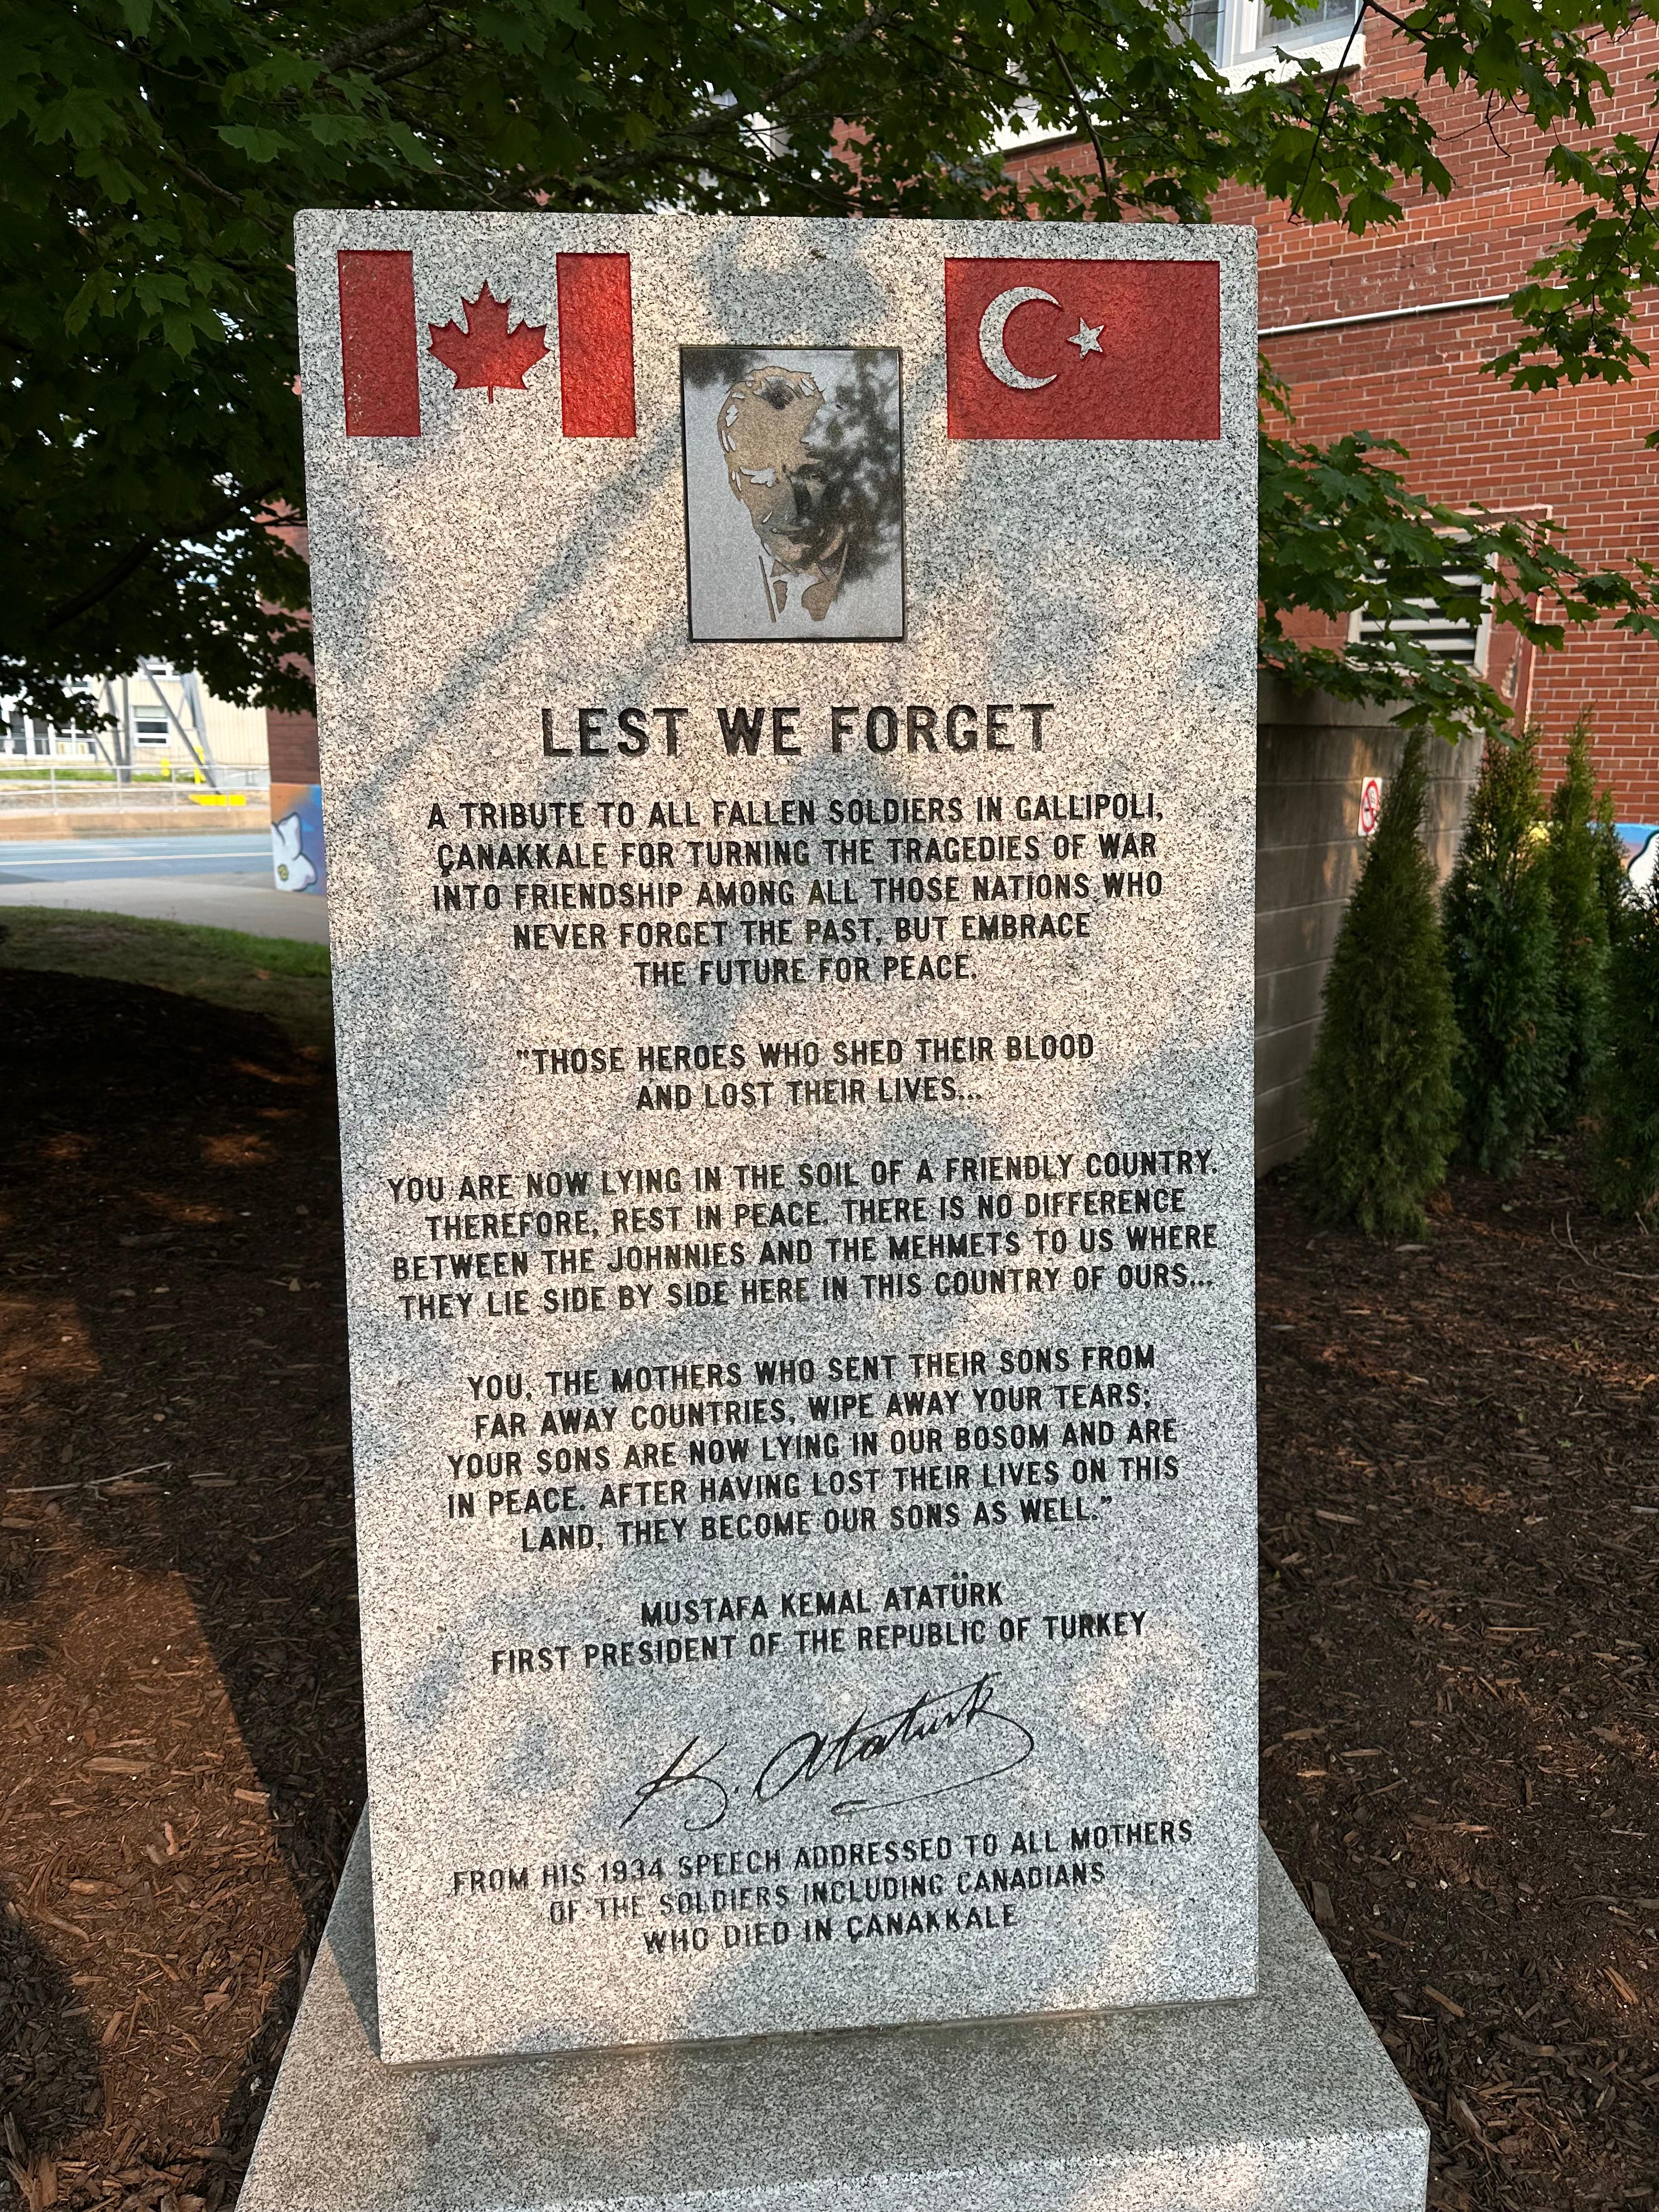 LEST WE FORGET
A TRIBUTE TO ALL FALLEN SOLDIERS IN GALLIPOLI,
ÇANAKKALE FOR TURNING THE TRAGEDIES OF WAR
INTO FRIENDSHIP AMONG ALL THOSE NATIONS WHO
NEVER FORGET THE PAST, BUT EMBRACE
THE FUTURE FOR PEACE.
"THOSE HEROES WHO SHED THEIR BLOOD
AND LOST THEIR LIVES...
YOU ARE NOW LYING IN THE SOIL OF A FRIENDLY COUNTRY.
THEREFORE, REST IN PEACE. THERE IS NO DIFFERENCE
BETWEEN THE JOHNNIES AND THE MEHMETS TO US WHERE
THEY LIE SIDE BY SIDE HERE IN THIS COUNTRY OF OURS...
YOU, THE MOTHERS WHO SENT THEIR SONS FROM
FAR AWAY COUNTRIES, WIPE AWAY YOUR TEARS;
YOUR SONS ARE NOW LYING IN OUR BOSOM AND ARE
IN PEACE. AFTER HAVING LOST THEIR LIVES ON THIS
LAND, THEY BECOME OUR SONS AS WELL."
MUSTAFA KEMAL ATATÜRK
FIRST PRESIDENT OF THE REPUBLIC OF TURKEY
K. Atatürk
FROM HIS 1934 SPEECH ADDRESSED TO ALL MOTHERS
OF THE SOLDIERS INCLUDING CANADIANS
WHO DIED IN ÇANAKKALE